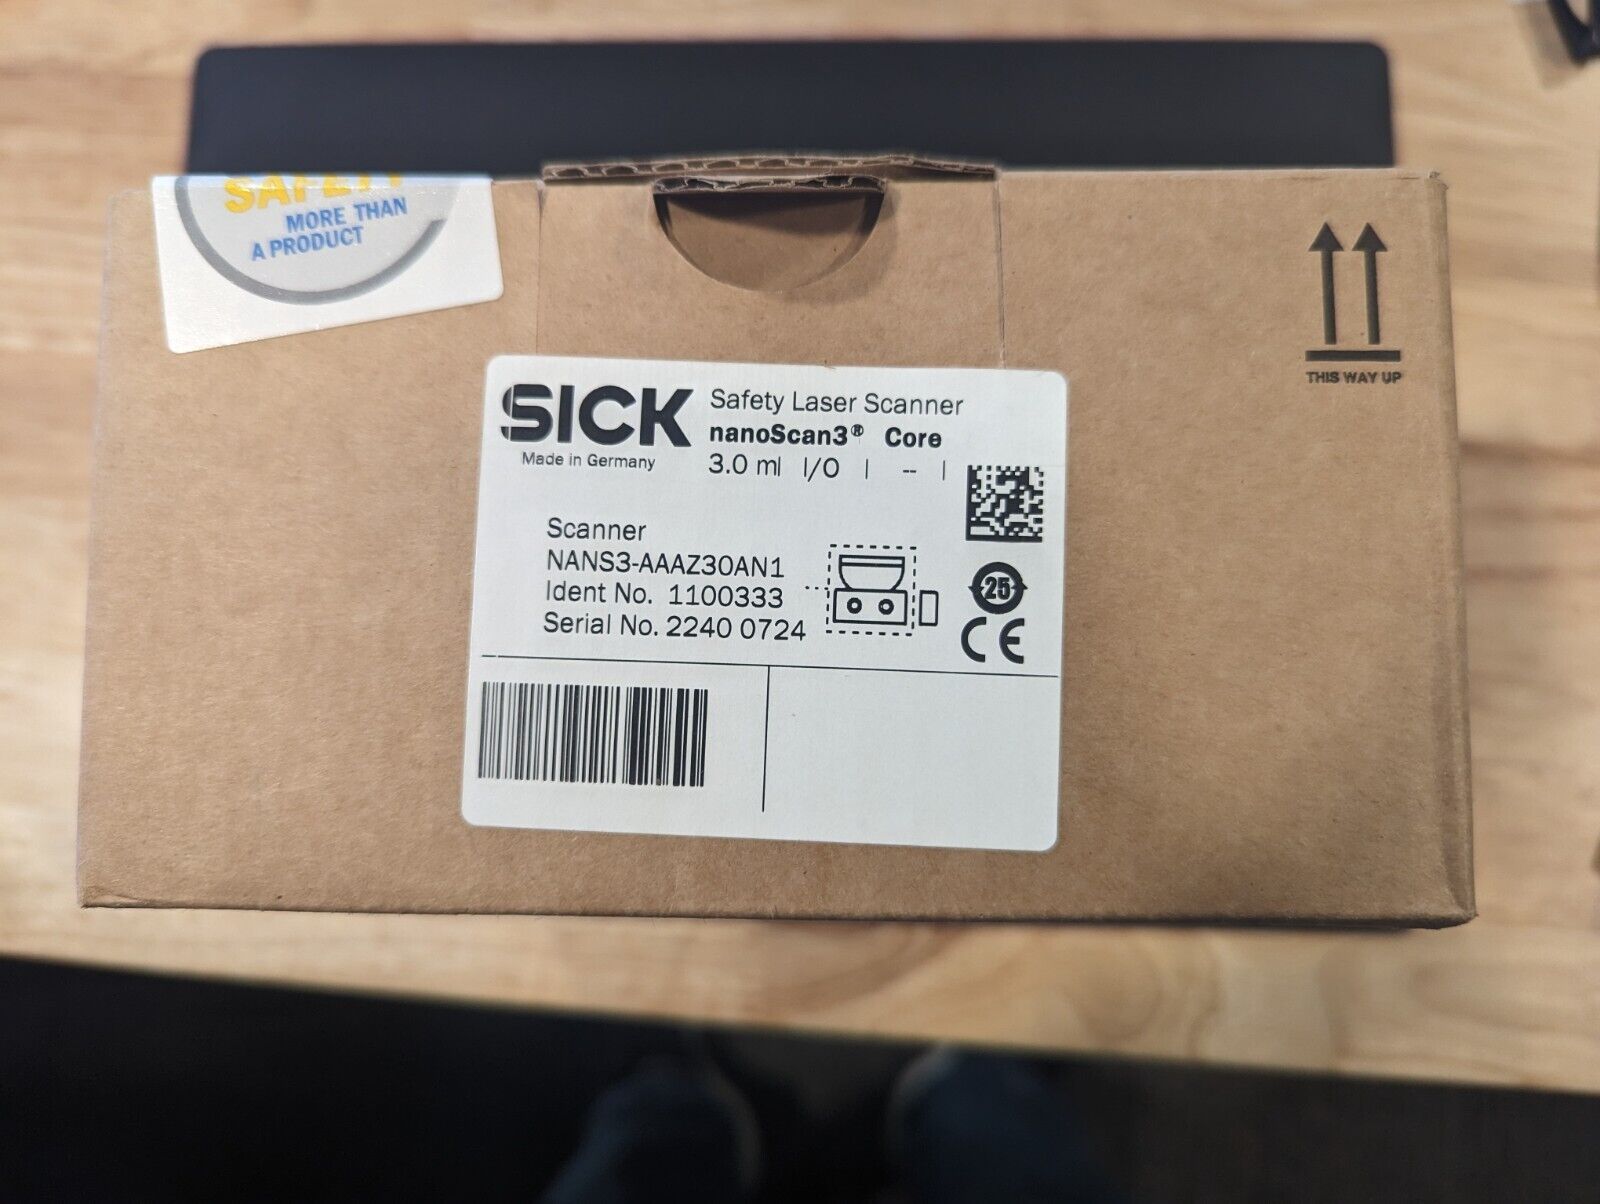 SAFETY
MORE THAN
A PRODUCT
THIS WAY UP
SICK
Made in Germany
Safety Laser Scanner
nanoScan3® Core
3.0 m| I/O | -- |
Scanner
NANS3-AAAZ30AN1
Ident No. 1100333
Serial No. 2240 0724
25
CE